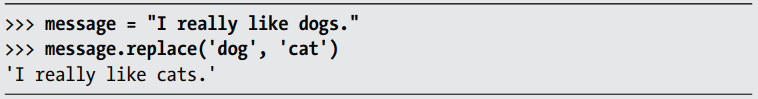 >>> message = "I really like dogs."
>>> message.replace('dog', 'cat')
'I really like cats.'